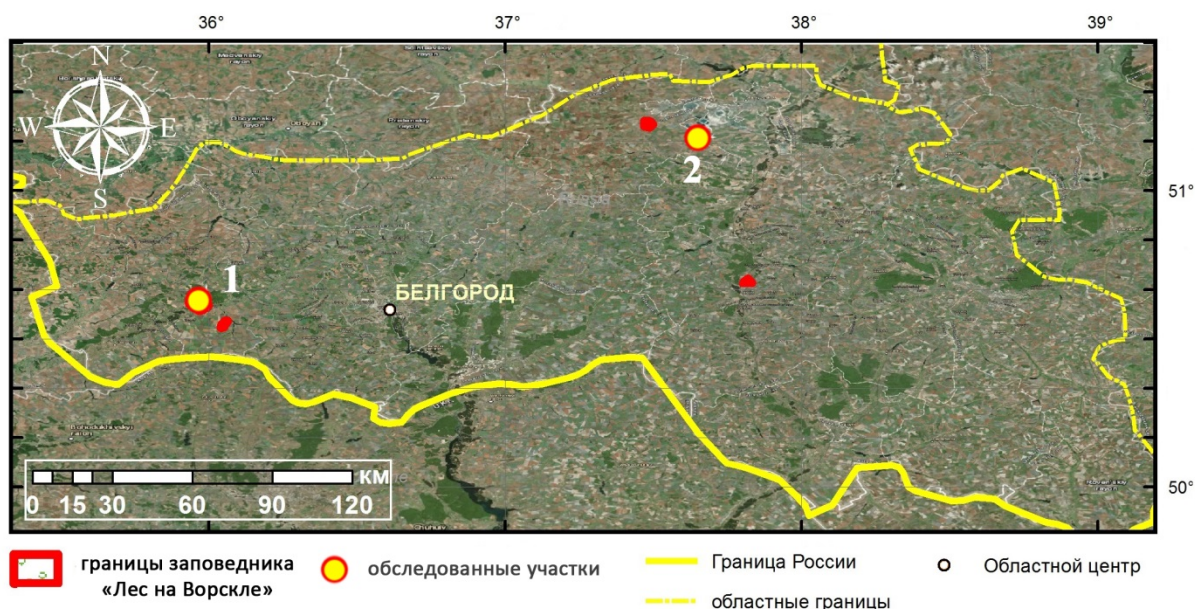 36° 37° 38° 39°
N
W E
S
51°
2
1
БЕЛГОРОД
50°
КМ
0 15 30 60 90 120
границы заповедника
«Лес на Ворскле»
обследованные участки
Граница России
областные границы
Областной центр